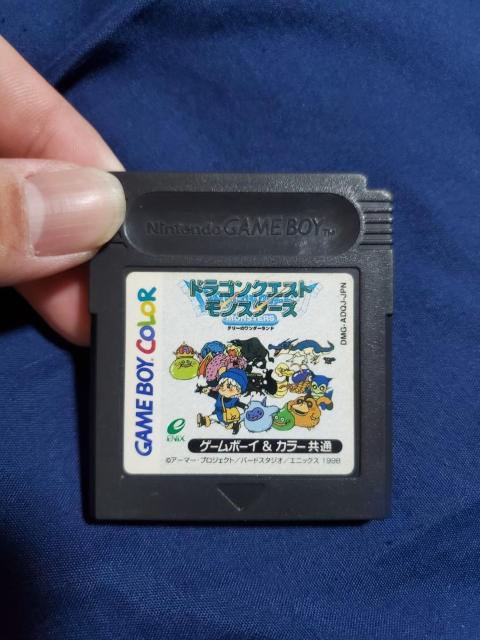 Nintendo GAME BOY™
GAME BOY COLOR
ドラゴンクエスト
モンスターズ
MONSTERS
テリーのワンダーランド
DMG-ADQJ-JPN
ENIX
ゲームボーイ & カラー共通
©アーマー・プロジェクト/バードスタジオ/エニックス 1998